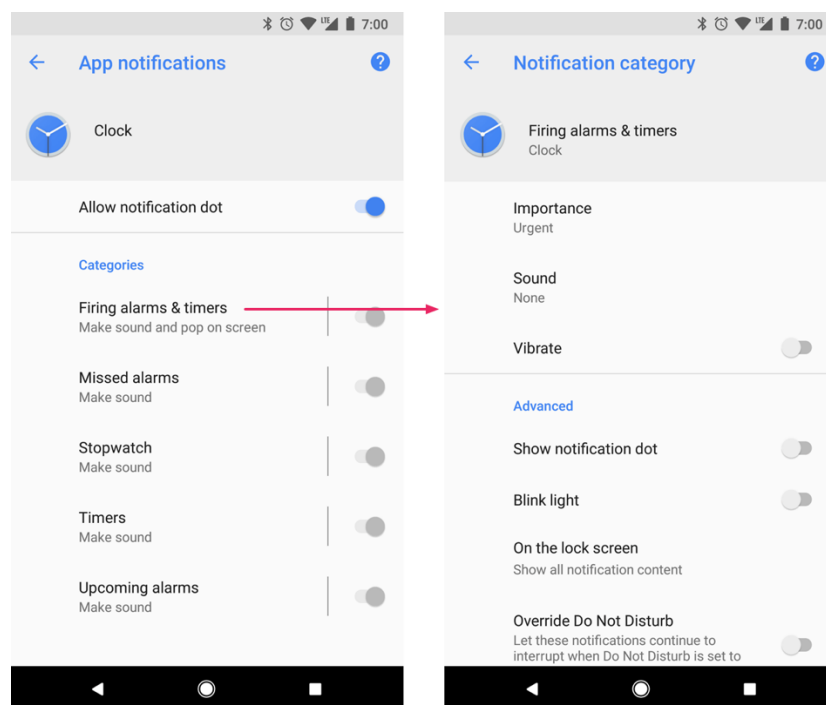 LTE 7:00
App notifications ?
Clock
Allow notification dot
Categories
Firing alarms & timers
Make sound and pop on screen
Missed alarms
Make sound
Stopwatch
Make sound
Timers
Make sound
Upcoming alarms
Make sound
LTE 7:00
Notification category ?
Firing alarms & timers
Clock
Importance
Urgent
Sound
None
Vibrate
Advanced
Show notification dot
Blink light
On the lock screen
Show all notification content
Override Do Not Disturb
Let these notifications continue to
interrupt when Do Not Disturb is set to